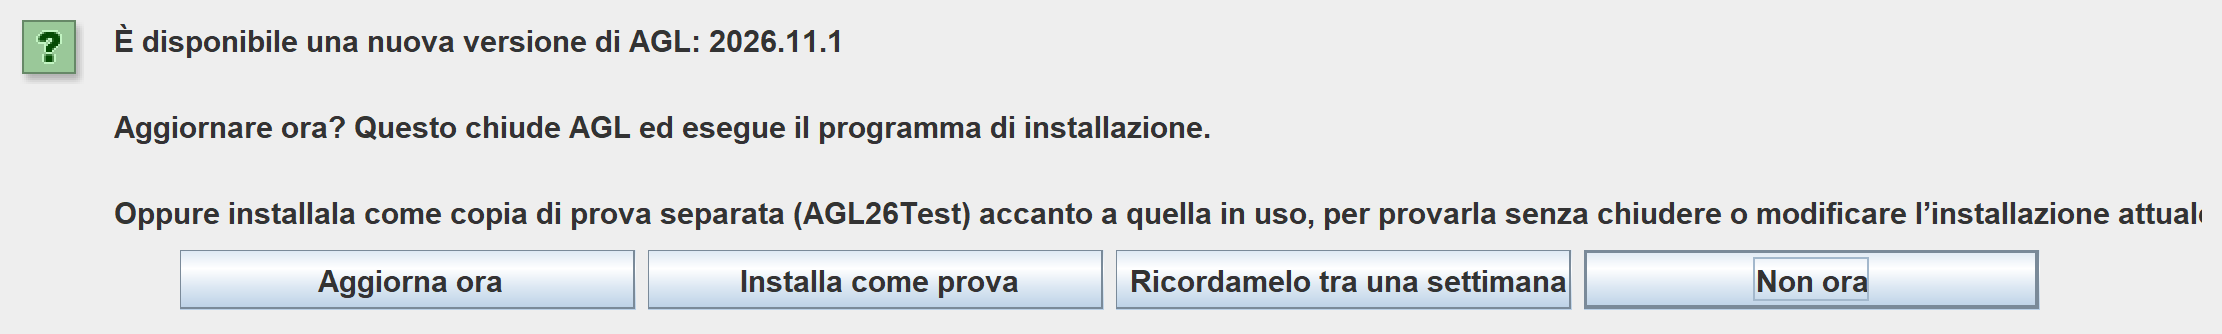 È disponibile una nuova versione di AGL: 2026.11.1
Aggiornare ora? Questo chiude AGL ed esegue il programma di installazione.
Oppure installala come copia di prova separata (AGL26Test) accanto a quella in uso, per provarla senza chiudere o modificare l’installazione
Aggiorna ora
Installa come prova
Ricordamelo tra una settimana
Non ora